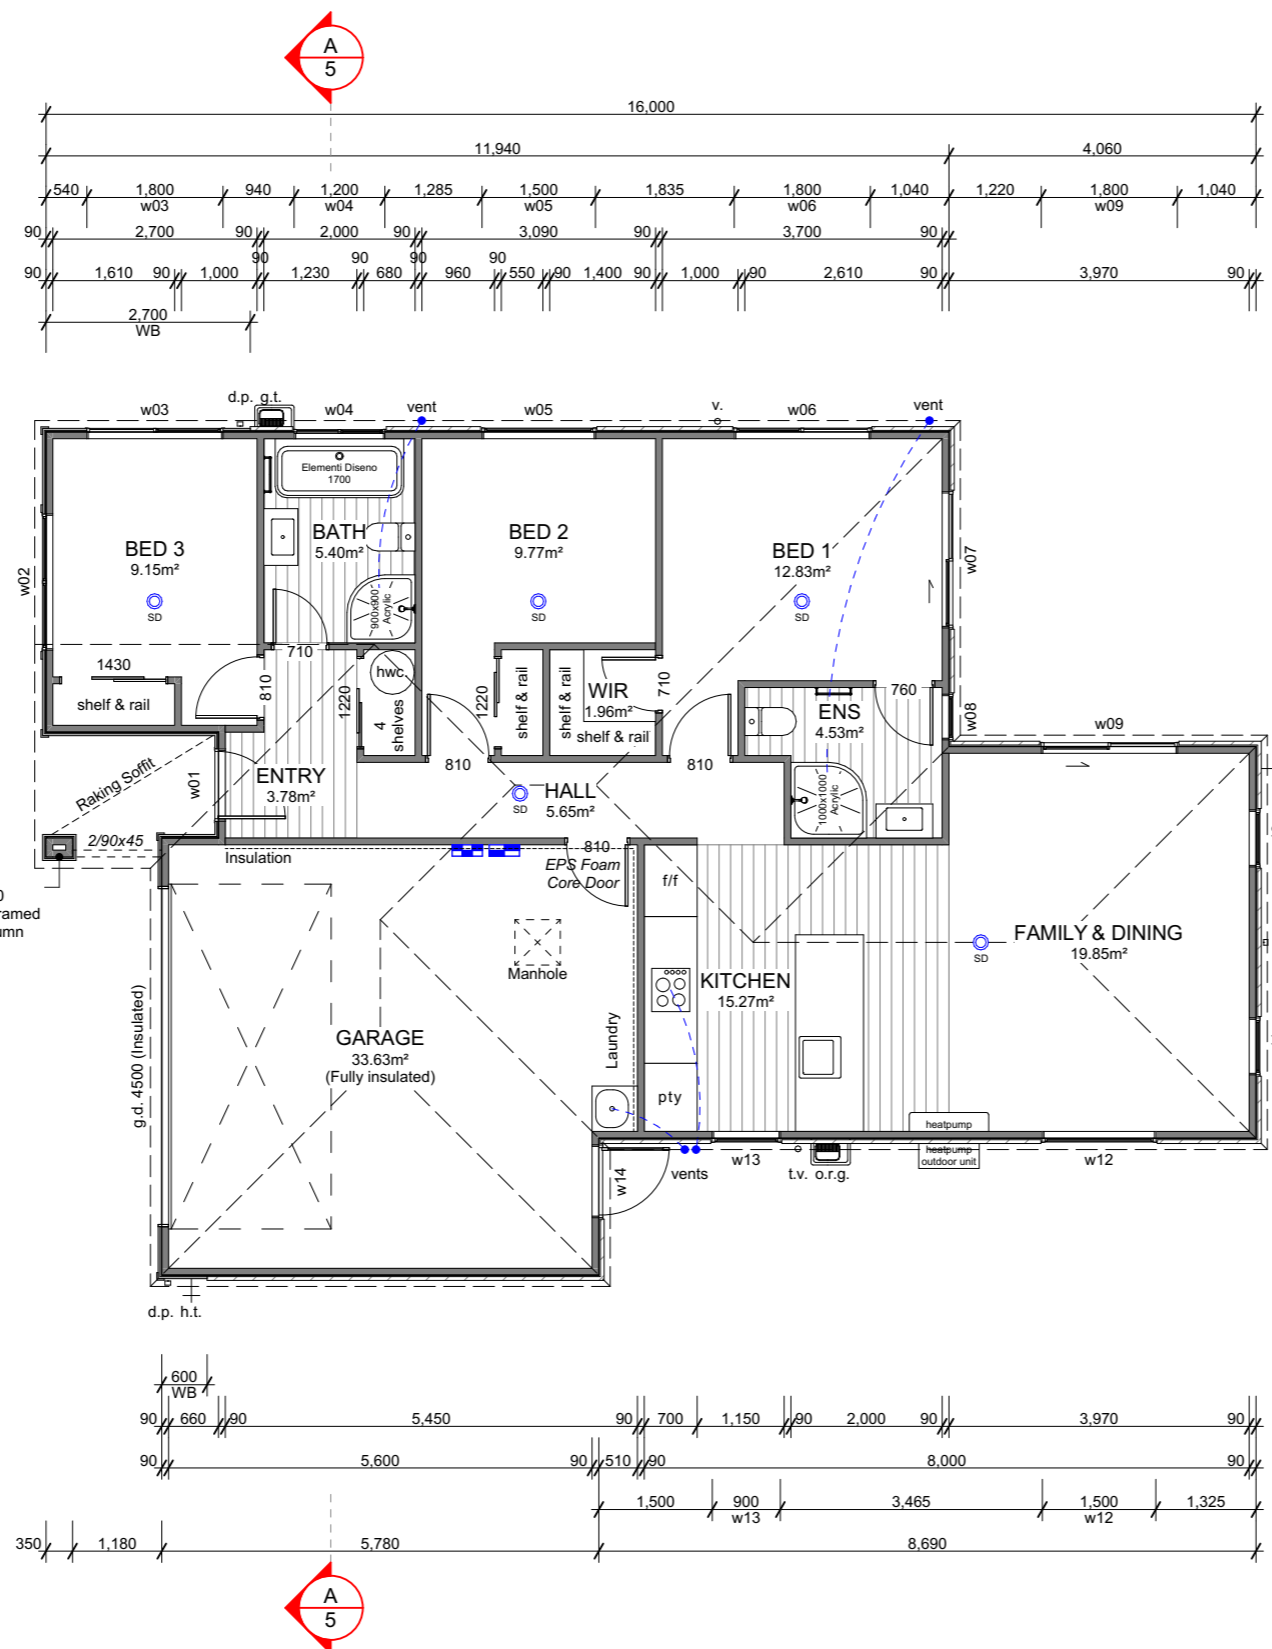 A
5
16,000
11,940 4,060
540 1,800 940 1,200 1,285 1,500 1,835 1,800 1,040 1,220 1,800 1,040
w03 w04 w05 w06 w09
90 2,700 90 2,000 90 3,090 90 3,700 90
90 90 90 90
90 1,610 90 1,000 1,230 680 960 550 90 1,400 90 1,000 90 2,610 90 3,970 90
2,700
WB
d.p. g.t.
w03 w04 vent w05 v. w06 vent
Elementi Diseno
1700
BED 3
9.15m²
BATH
5.40m²
BED 2
9.77m²
BED 1
12.83m²
w02
w07
SD
SD
SD
900x900
Acrylic
1430
710
810
1220
hwc
4
shelves
1220
shelf & rail
shelf & rail
shelf & rail
WIR
1.96m²
shelf & rail
710
760
ENS
4.53m²
w08
w09
Raking Soffit
w01
ENTRY
3.78m²
810
HALL
5.65m²
SD
810
1000x1000
Acrylic
2/90x45
Insulation
810
EPS Foam
Core Door
f/f
0
ramed
umn
Manhole
KITCHEN
15.27m²
FAMILY & DINING
19.85m²
SD
g.d. 4500 (Insulated)
GARAGE
33.63m²
(Fully insulated)
Laundry
pty
heatpump
heatpump
outdoor unit
w14
vents
w13
t.v. o.r.g.
w12
d.p. h.t.
600
WB
90 660 90 5,450 90 700 1,150 90 2,000 90 3,970 90
90 5,600 90 510 90 8,000 90
1,500 900 3,465 1,500 1,325
w13 w12
350 1,180 5,780 8,690
A
5